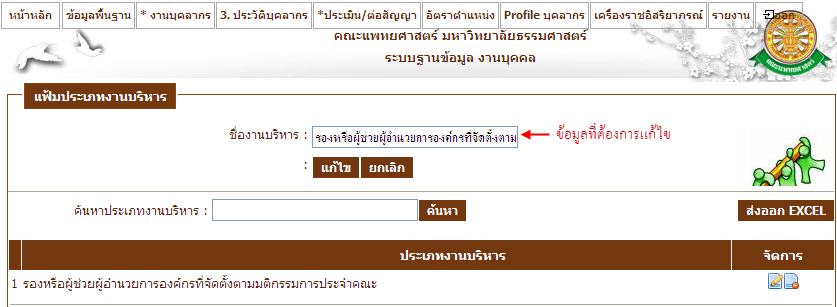 หน้าหลัก ข้อมูลพื้นฐาน * งานบุคลากร 3. ประวัติบุคลากร *ประเมิน/ต่อสัญญา อัตราตำแหน่ง Profile บุคลากร เครื่องราชอิสริยาภรณ์ รายงาน ออก
คณะแพทยศาสตร์ มหาวิทยาลัยธรรมศาสตร์
ระบบฐานข้อมูล งานบุคคล
แฟ้มประเภทงานบริหาร
ชื่องานบริหาร : รองหรือผู้ช่วยผู้อำนวยการองค์กรที่จัดตั้งตาม ข้อมูลที่ต้องการแก้ไข
: แก้ไข ยกเลิก
ค้นหาประเภทงานบริหาร : ค้นหา ส่งออก EXCEL
ประเภทงานบริหาร จัดการ
1 รองหรือผู้ช่วยผู้อำนวยการองค์กรที่จัดตั้งตามมติกรรมการประจำคณะ